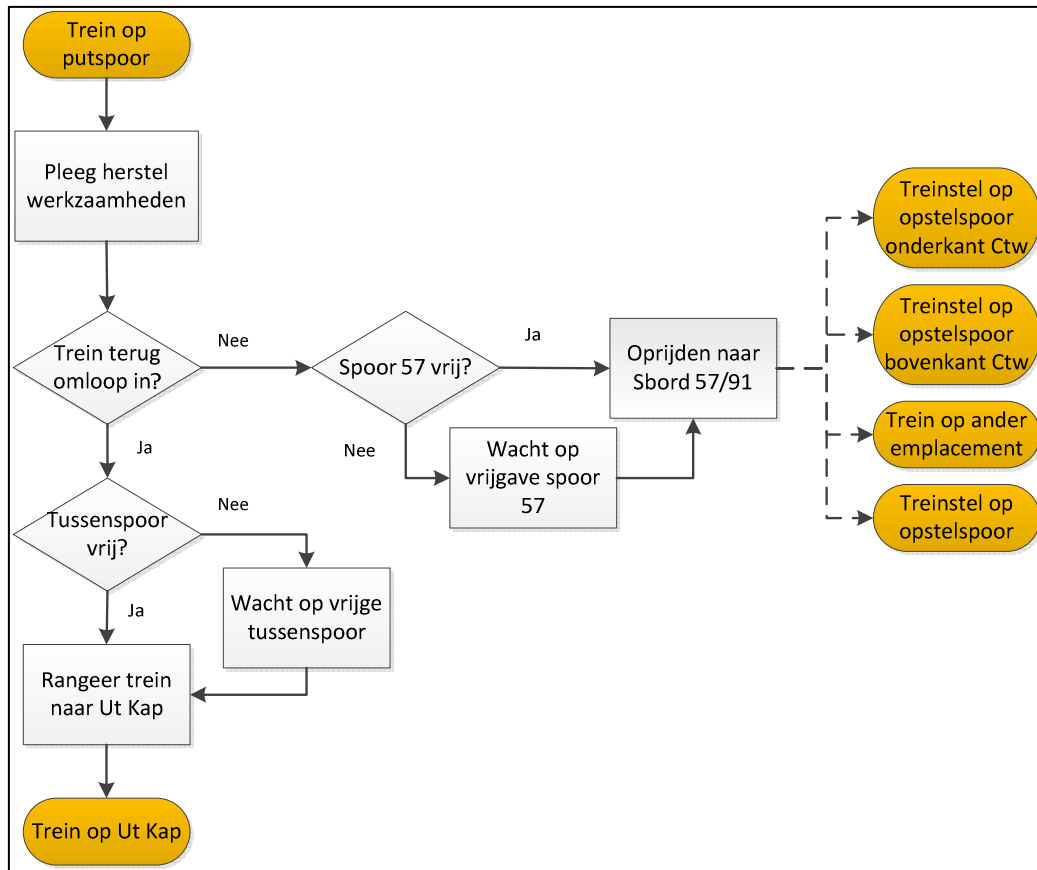 Trein op
putspoor
Pleeg herstel
werkzaamheden
Trein terug
omloop in?
Nee
Spoor 57 vrij?
Ja
Oprijden naar
Sbord 57/91
Nee
Wacht op
vrijgave spoor
57
Treinstel op
opstelspoor
onderkant Ctw
Treinstel op
opstelspoor
bovenkant Ctw
Trein op ander
emplacement
Treinstel op
opstelspoor
Ja
Tussenspoor
vrij?
Nee
Wacht op vrijge
tussenspoor
Ja
Rangeer trein
naar Ut Kap
Trein op Ut Kap